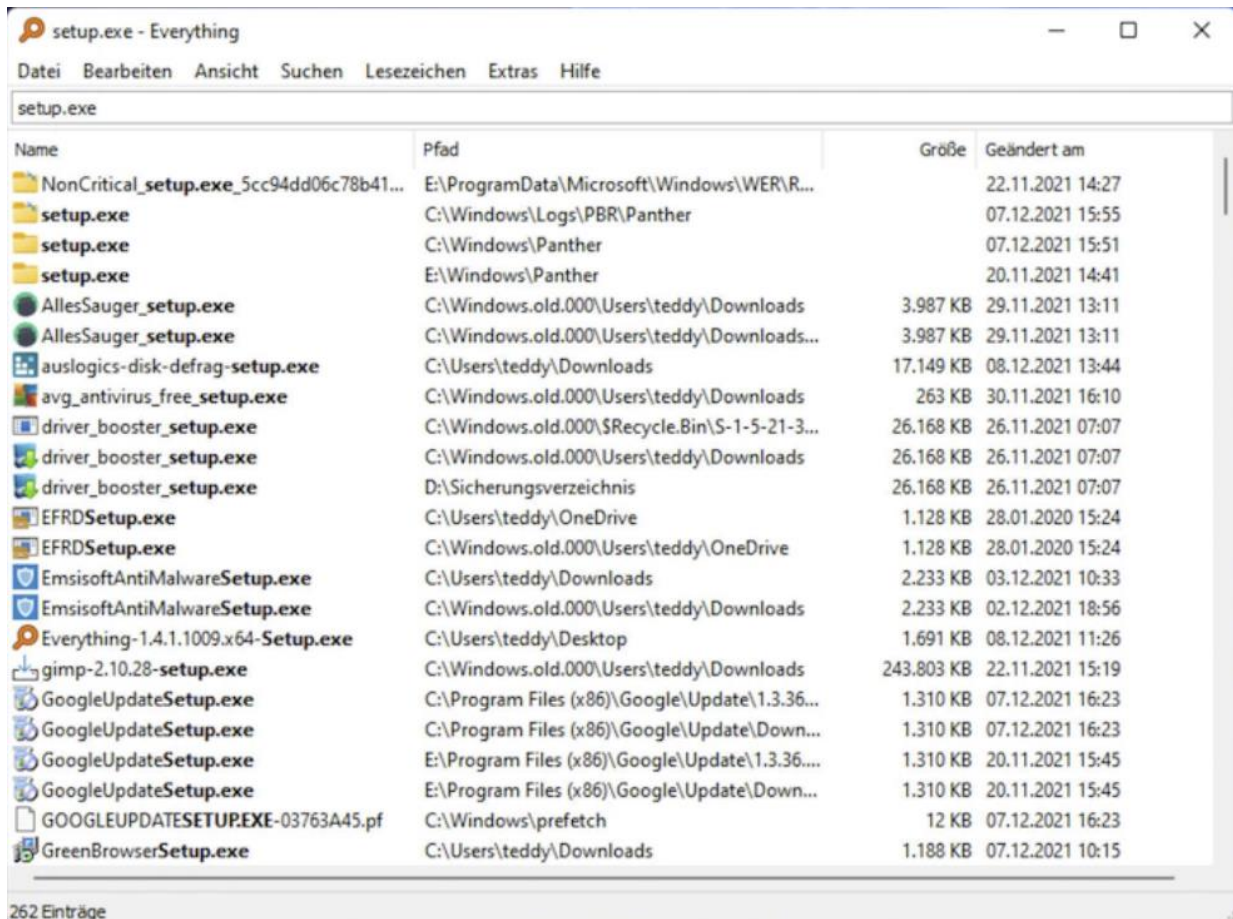 setup.exe - Everything
Datei Bearbeiten Ansicht Suchen Lesezeichen Extras Hilfe
setup.exe
Name Pfad Größe Geändert am
NonCritical_setup.exe_5cc94dd06c78b41... E:\ProgramData\Microsoft\Windows\WER\R... 22.11.2021 14:27
setup.exe C:\Windows\Logs\PBR\Panther 07.12.2021 15:55
setup.exe C:\Windows\Panther 07.12.2021 15:51
setup.exe E:\Windows\Panther 20.11.2021 14:41
AllesSauger_setup.exe C:\Windows.old.000\Users\teddy\Downloads 3.987 KB 29.11.2021 13:11
AllesSauger_setup.exe C:\Windows.old.000\Users\teddy\Downloads... 3.987 KB 29.11.2021 13:11
auslogics-disk-defrag-setup.exe C:\Users\teddy\Downloads 17.149 KB 08.12.2021 13:44
avg_antivirus_free_setup.exe C:\Windows.old.000\Users\teddy\Downloads 263 KB 30.11.2021 16:10
driver_booster_setup.exe C:\Windows.old.000\$Recycle.Bin\S-1-5-21-3... 26.168 KB 26.11.2021 07:07
driver_booster_setup.exe C:\Windows.old.000\Users\teddy\Downloads 26.168 KB 26.11.2021 07:07
driver_booster_setup.exe D:\Sicherungsverzeichnis 26.168 KB 26.11.2021 07:07
EFRDSetup.exe C:\Users\teddy\OneDrive 1.128 KB 28.01.2020 15:24
EFRDSetup.exe C:\Windows.old.000\Users\teddy\OneDrive 1.128 KB 28.01.2020 15:24
EmsisoftAntiMalwareSetup.exe C:\Users\teddy\Downloads 2.233 KB 03.12.2021 10:33
EmsisoftAntiMalwareSetup.exe C:\Windows.old.000\Users\teddy\Downloads 2.233 KB 02.12.2021 18:56
Everything-1.4.1.1009.x64-Setup.exe C:\Users\teddy\Desktop 1.691 KB 08.12.2021 11:26
gimp-2.10.28-setup.exe C:\Windows.old.000\Users\teddy\Downloads 243.803 KB 22.11.2021 15:19
GoogleUpdateSetup.exe C:\Program Files (x86)\Google\Update\1.3.36... 1.310 KB 07.12.2021 16:23
GoogleUpdateSetup.exe C:\Program Files (x86)\Google\Update\Down... 1.310 KB 07.12.2021 16:23
GoogleUpdateSetup.exe E:\Program Files (x86)\Google\Update\1.3.36.... 1.310 KB 20.11.2021 15:45
GoogleUpdateSetup.exe E:\Program Files (x86)\Google\Update\Down... 1.310 KB 20.11.2021 15:45
GOOGLEUPDATESETUP.EXE-03763A45.pf C:\Windows\prefetch 12 KB 07.12.2021 16:23
GreenBrowserSetup.exe C:\Users\teddy\Downloads 1.188 KB 07.12.2021 10:15
262 Einträge